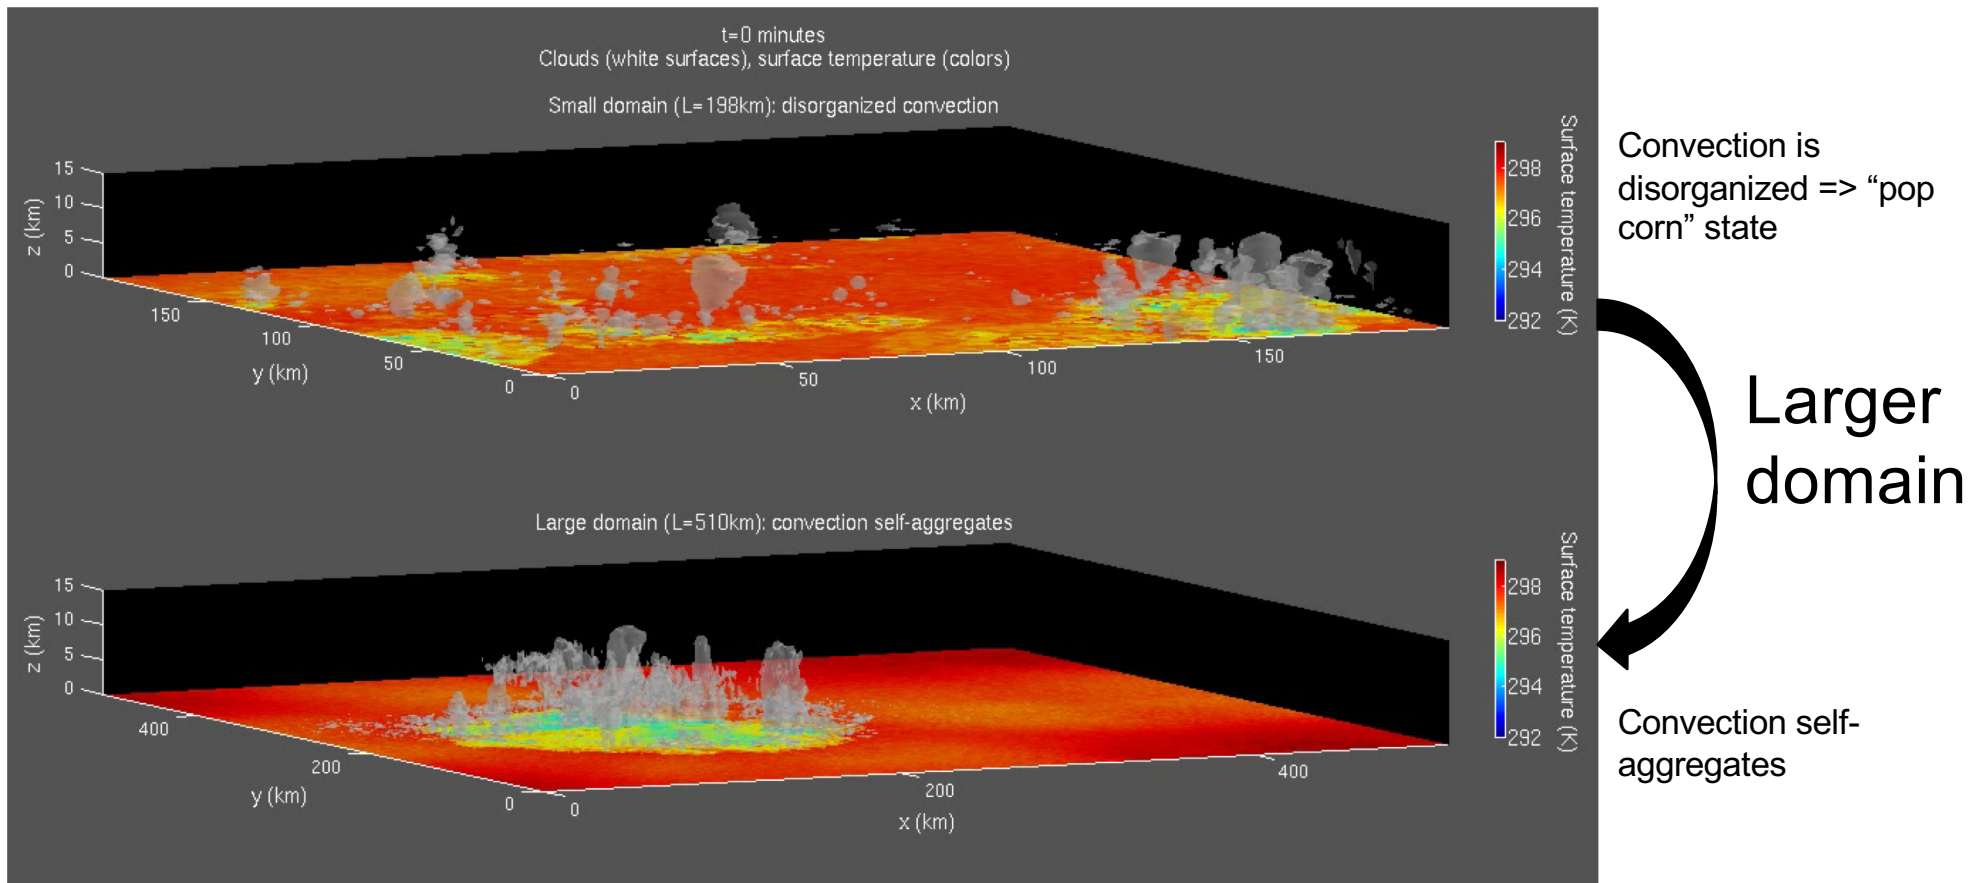 t=0 minutes
Clouds (white surfaces), surface temperature (colors)
Small domain (L=198km): disorganized convection
15
10
5
0
z (km)
150
100
50
0
y (km)
0
50
100
150
x (km)
298
296
294
292
Surface temperature (K)
Convection is
disorganized => “pop
corn” state
Larger
domain
Large domain (L=510km): convection self-aggregates
15
10
5
0
z (km)
400
200
0
y (km)
0
200
400
x (km)
298
296
294
292
Surface temperature (K)
Convection self-
aggregates